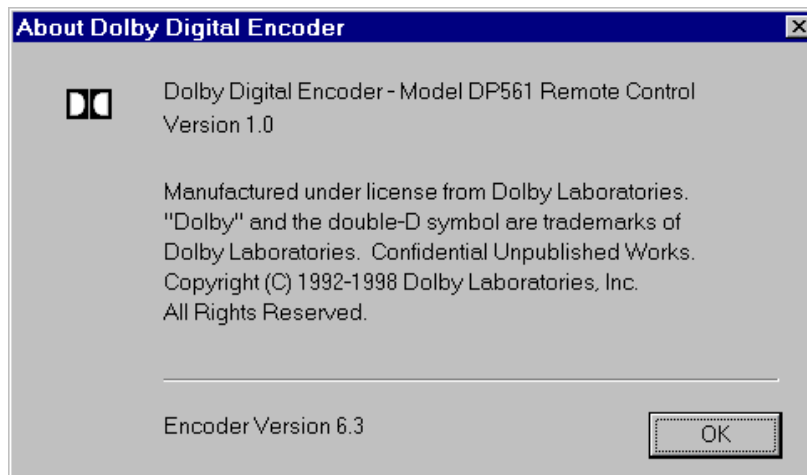 About Dolby Digital Encoder
Dolby Digital Encoder - Model DP561 Remote Control
Version 1.0
Manufactured under license from Dolby Laboratories.
"Dolby" and the double-D symbol are trademarks of
Dolby Laboratories.  Confidential Unpublished Works.
Copyright (C) 1992-1998 Dolby Laboratories, Inc.
All Rights Reserved.
Encoder Version 6.3
OK